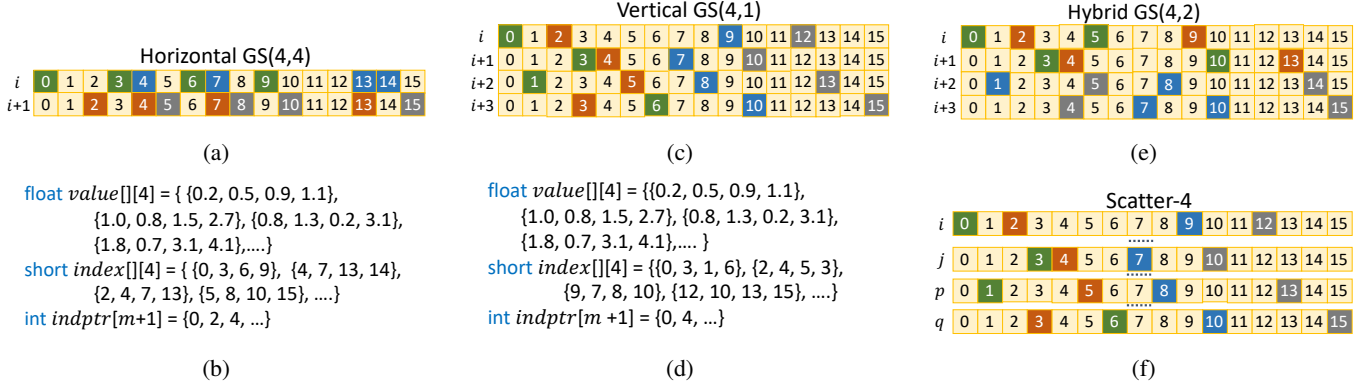 Horizontal GS(4,4)
i 0 1 2 3 4 5 6 7 8 9 10 11 12 13 14 15
i+1 0 1 2 3 4 5 6 7 8 9 10 11 12 13 14 15
(a)
float value[][4] = { {0.2, 0.5, 0.9, 1.1},
{1.0, 0.8, 1.5, 2.7}, {0.8, 1.3, 0.2, 3.1},
{1.8, 0.7, 3.1, 4.1},....}
short index[][4] = { {0, 3, 6, 9}, {4, 7, 13, 14},
{2, 4, 7, 13}, {5, 8, 10, 15}, ....}
int indptr[m+1] = {0, 2, 4, ...}
(b)
Vertical GS(4,1)
i 0 1 2 3 4 5 6 7 8 9 10 11 12 13 14 15
i+1 0 1 2 3 4 5 6 7 8 9 10 11 12 13 14 15
i+2 0 1 2 3 4 5 6 7 8 9 10 11 12 13 14 15
i+3 0 1 2 3 4 5 6 7 8 9 10 11 12 13 14 15
(c)
float value[][4] = {{0.2, 0.5, 0.9, 1.1},
{1.0, 0.8, 1.5, 2.7}, {0.8, 1.3, 0.2, 3.1},
{1.8, 0.7, 3.1, 4.1},.... }
short index[][4] = {{0, 3, 1, 6}, {2, 4, 5, 3},
{9, 7, 8, 10}, {12, 10, 13, 15}, ....}
int indptr[m +1] = {0, 4, ...}
(d)
Hybrid GS(4,2)
i 0 1 2 3 4 5 6 7 8 9 10 11 12 13 14 15
i+1 0 1 2 3 4 5 6 7 8 9 10 11 12 13 14 15
i+2 0 1 2 3 4 5 6 7 8 9 10 11 12 13 14 15
i+3 0 1 2 3 4 5 6 7 8 9 10 11 12 13 14 15
(e)
Scatter-4
i 0 1 2 3 4 5 6 7 8 9 10 11 12 13 14 15
......
j 0 1 2 3 4 5 6 7 8 9 10 11 12 13 14 15
......
p 0 1 2 3 4 5 6 7 8 9 10 11 12 13 14 15
......
q 0 1 2 3 4 5 6 7 8 9 10 11 12 13 14 15
(f)